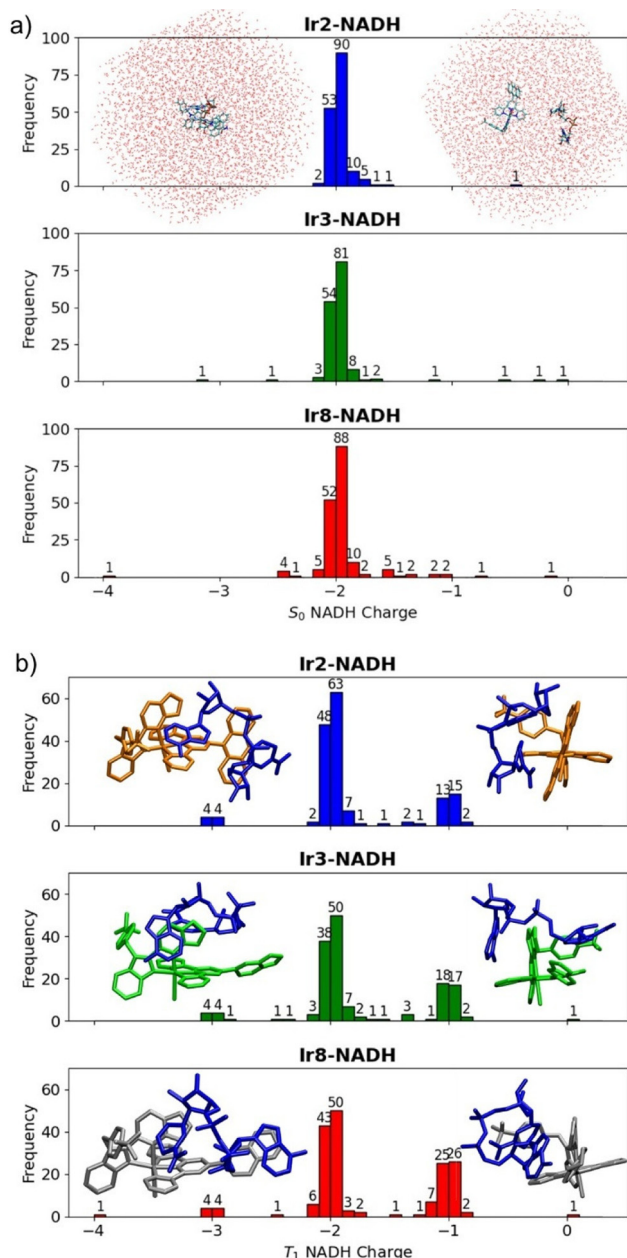 a)
Ir2-NADH
100
75
50
25
0
Frequency
2 53 90 10 5 1 1 1
Ir3-NADH
100
75
50
25
0
Frequency
1 1 3 54 81 8 1 2 1 1 1 1
Ir8-NADH
100
75
50
25
0
Frequency
1 4 1 5 52 88 10 2 5 1 2 2 2 1 1
−4 −3 −2 −1 0
S0 NADH Charge
b)
Ir2-NADH
60
40
20
0
Frequency
4 4 2 48 63 7 1 1 2 1 13 15 2
Ir3-NADH
60
40
20
0
Frequency
4 4 1 1 1 3 38 50 7 2 1 1 3 1 18 17 2 1
Ir8-NADH
60
40
20
0
Frequency
1 4 4 1 6 43 50 3 2 1 1 7 25 26 2 1
−4 −3 −2 −1 0
T1 NADH Charge